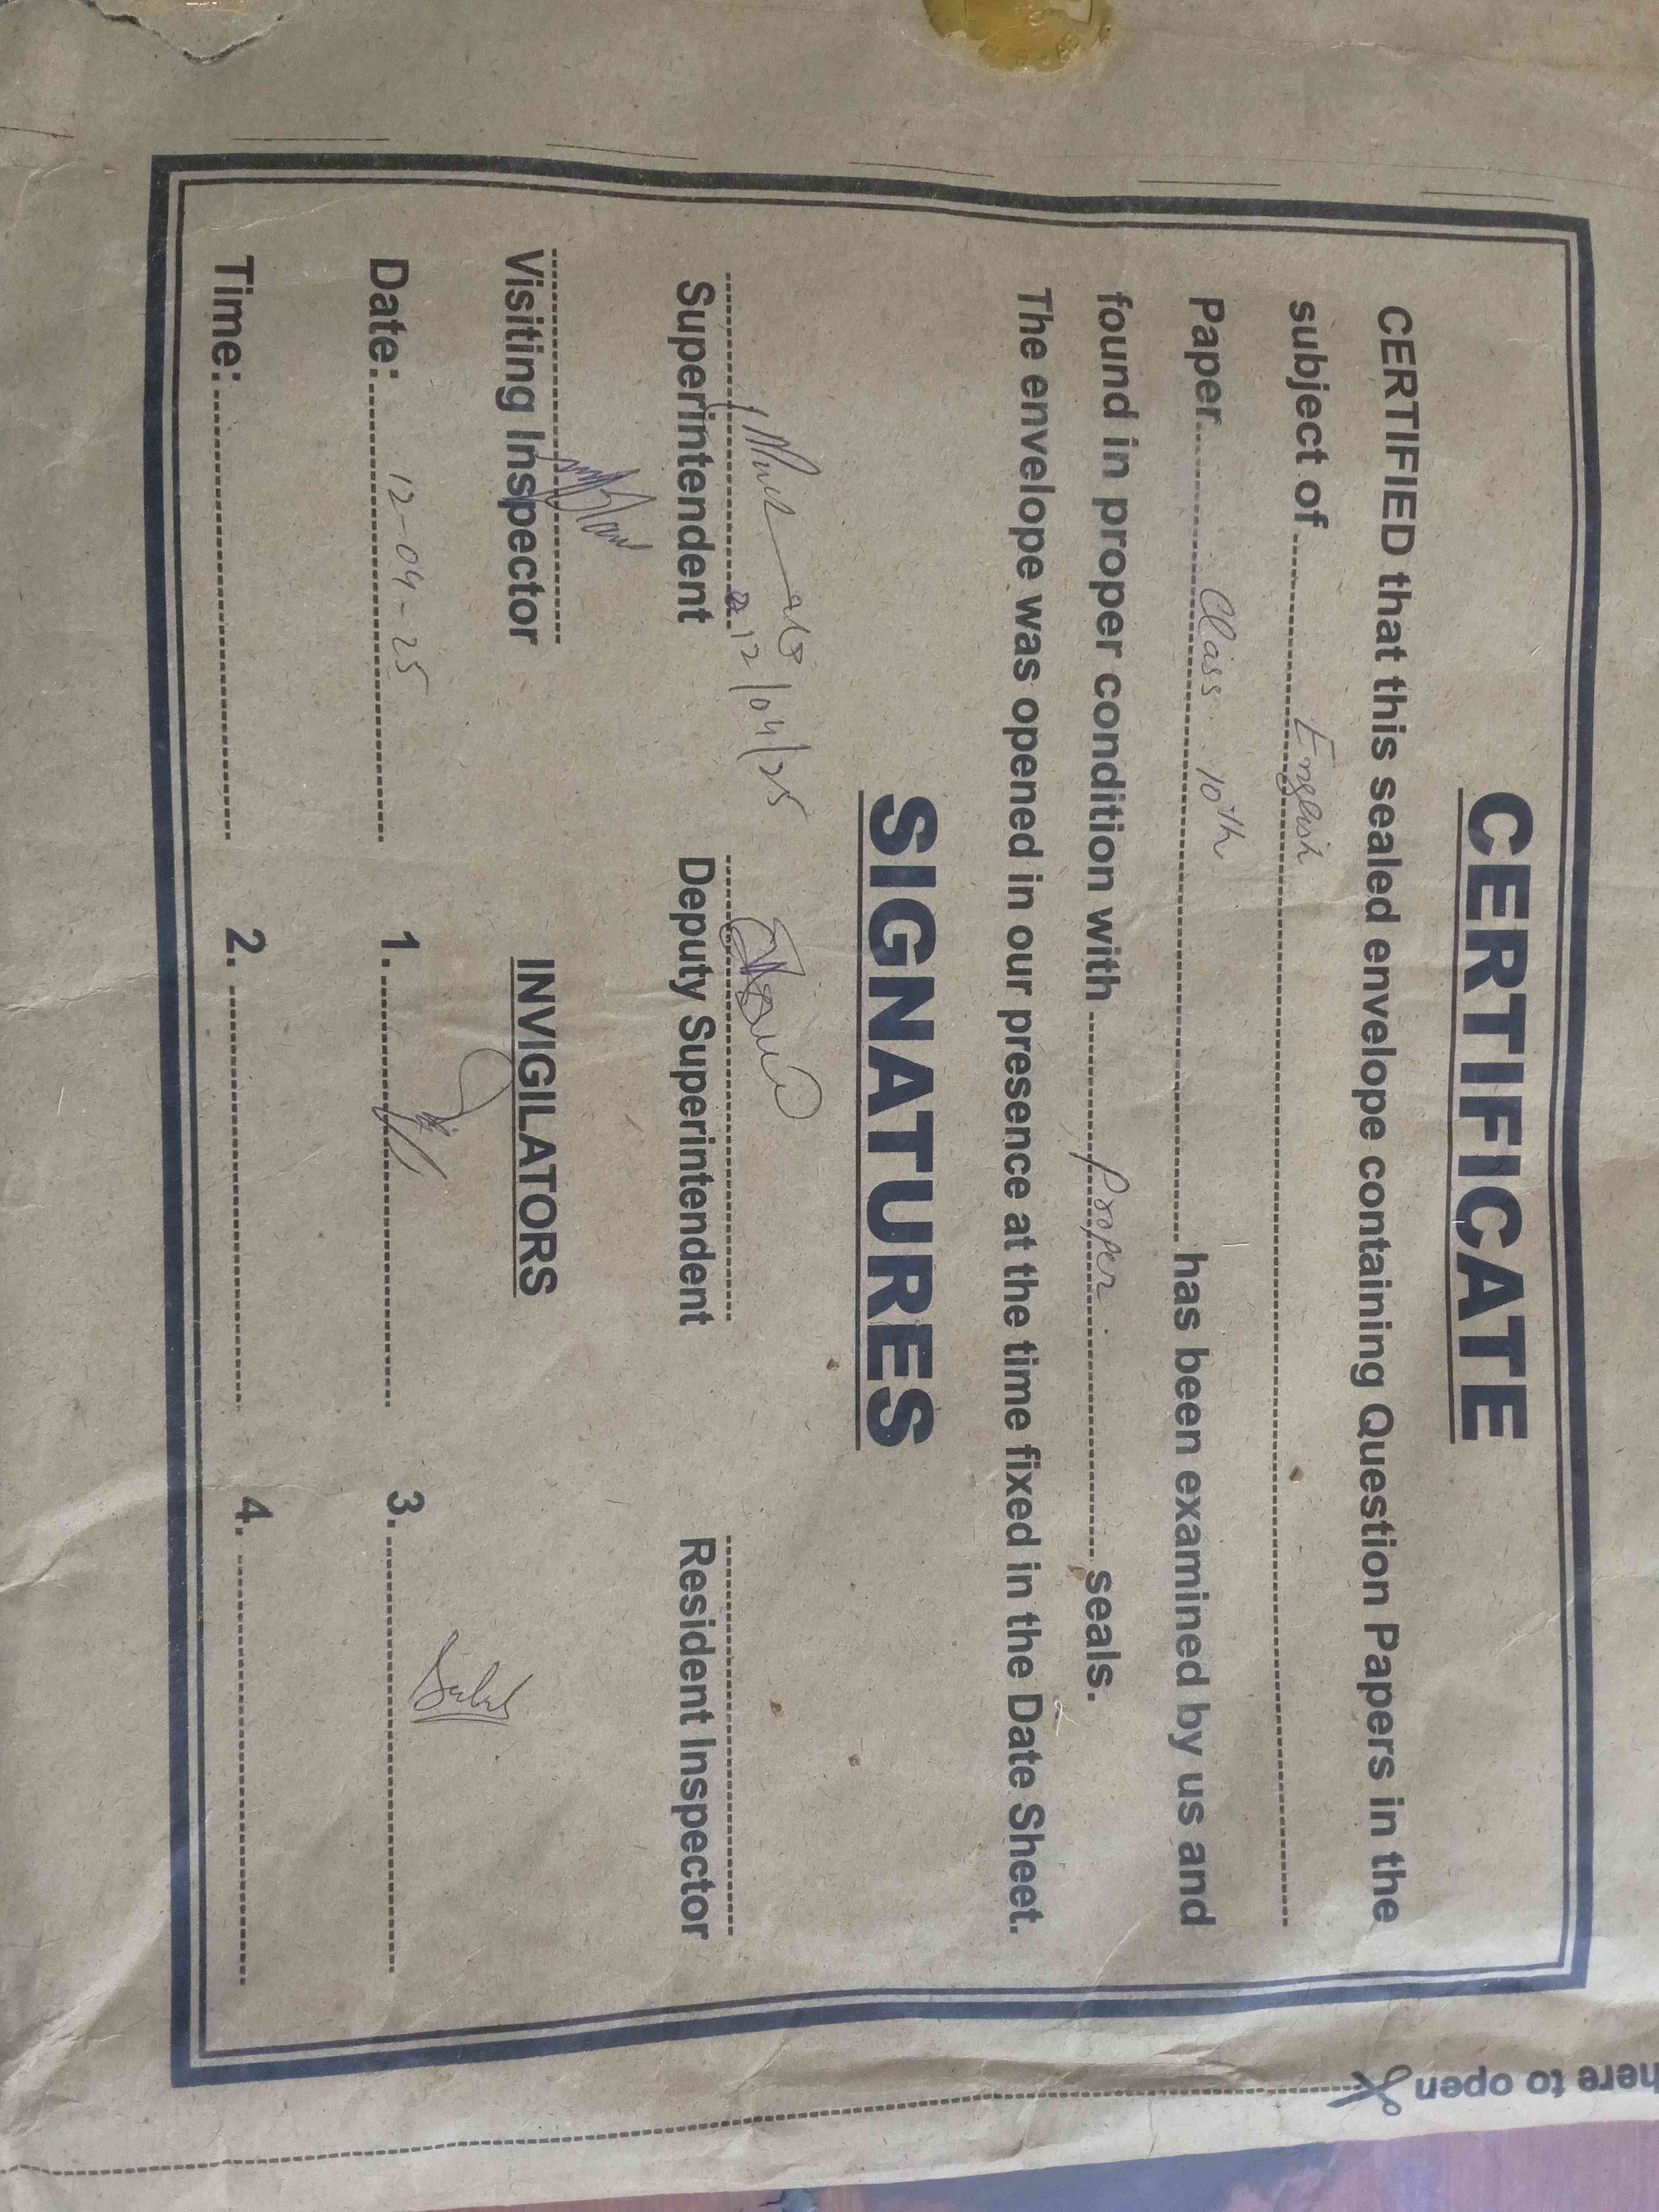 CERTIFICATE
CERTIFIED that this sealed envelope containing Question Papers in the
subject of English
Paper Class 10th has been examined by us and
found in proper condition with Proper seals.
The envelope was opened in our presence at the time fixed in the Date Sheet.
SIGNATURES
12/04/25
Superintendent Deputy Superintendent Resident Inspector
Visiting Inspector INVIGILATORS
Date: 12-04-25 1. 3.
Time: 2. 4.
here to open